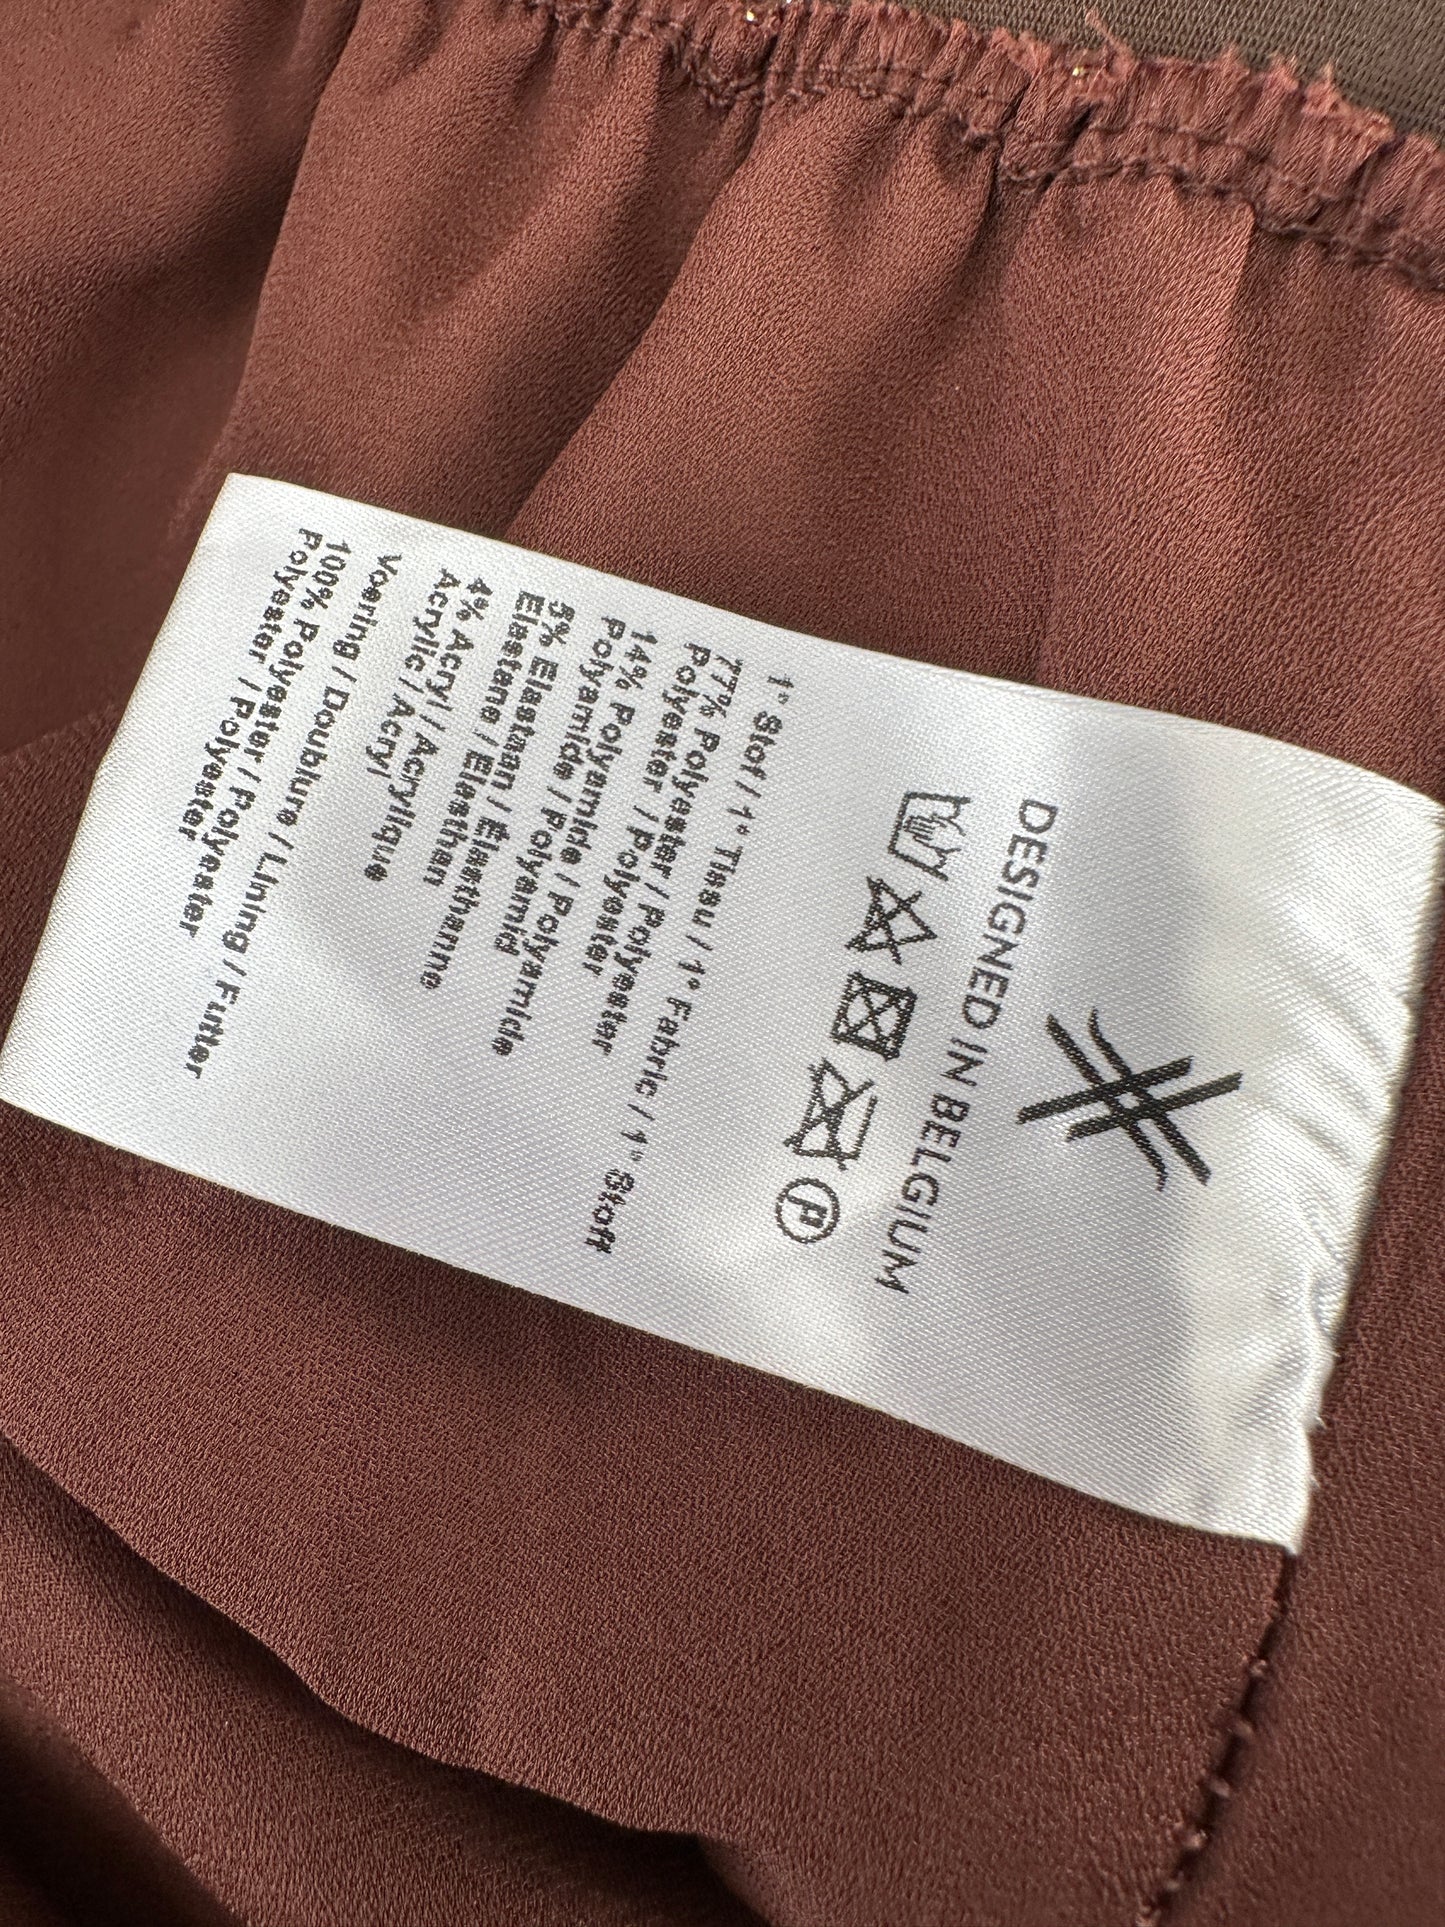 DESIGNED IN BELGIUM
P
1° Stof / 1° Tissu / 1° Fabric / 1° Stoff
77% Polyester / Polyester
Polyester / Polyester
14% Polyamide / Polyamide
Polyamide / Polyamid
5% Elastaan / Élasthanne
Elastane / Elasthan
4% Acryl / Acrylique
Acrylic / Acryl
Voering / Doublure / Lining / Futter
100% Polyester / Polyester
Polyester / Polyester